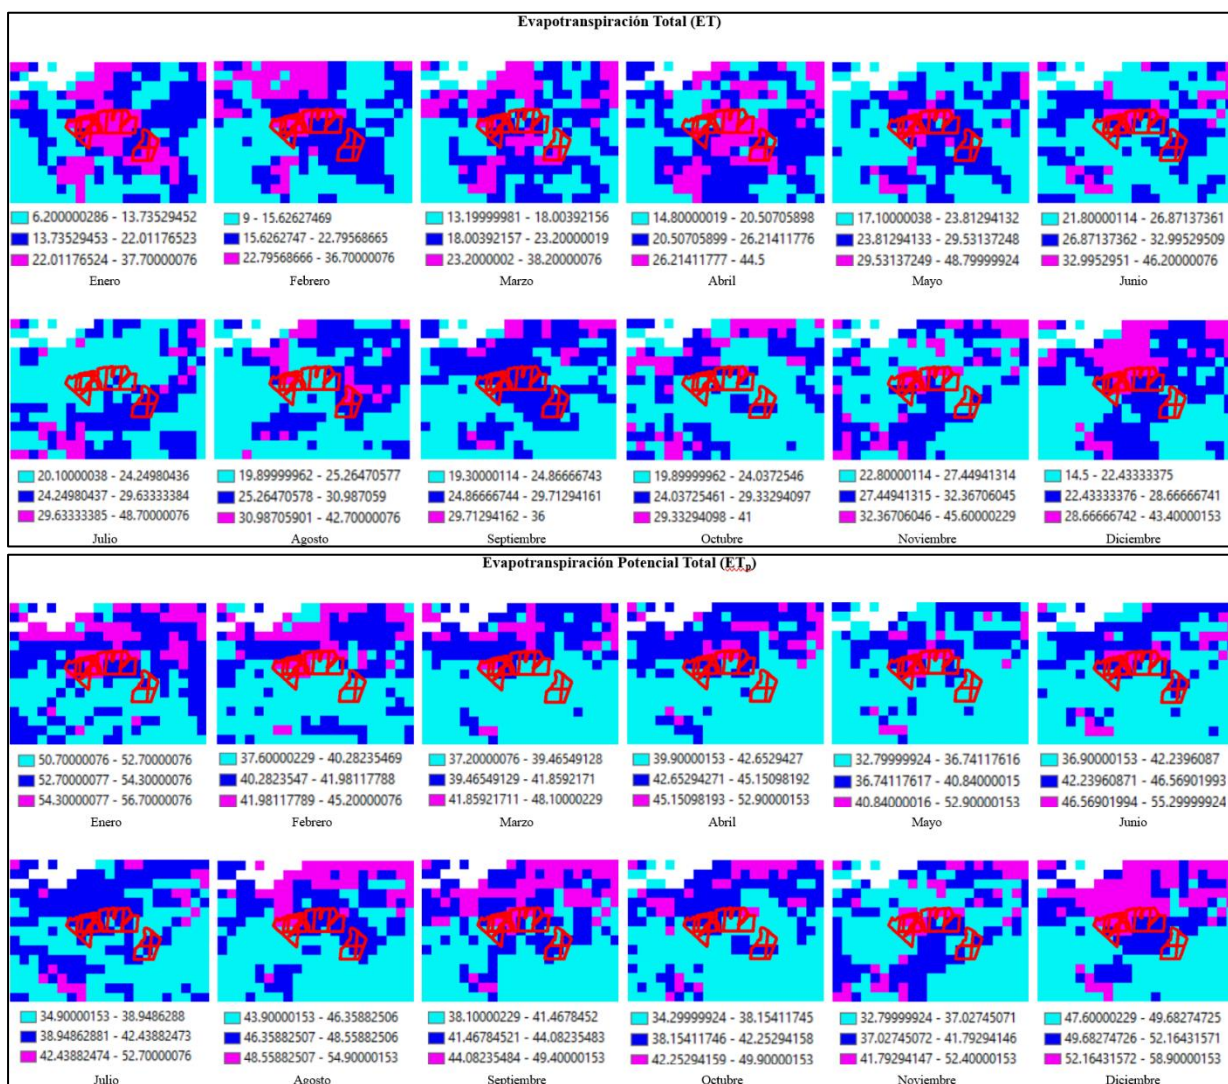 Evapotranspiración Total (ET)
6.200000286 - 13.73529452
13.73529453 - 22.01176523
22.01176524 - 37.70000076
Enero
9 - 15.62627469
15.6262747 - 22.79568665
22.79568666 - 36.70000076
Febrero
13.19999981 - 18.00392156
18.00392157 - 23.20000019
23.2000002 - 38.20000076
Marzo
14.80000019 - 20.50705898
20.50705899 - 26.21411776
26.21411777 - 44.5
Abril
17.10000038 - 23.81294132
23.81294133 - 29.53137248
29.53137249 - 48.79999924
Mayo
21.80000114 - 26.87137361
26.87137362 - 32.99529509
32.9952951 - 46.20000076
Junio
20.10000038 - 24.24980436
24.24980437 - 29.63333384
29.63333385 - 48.70000076
Julio
19.89999962 - 25.26470577
25.26470578 - 30.987059
30.98705901 - 42.70000076
Agosto
19.30000114 - 24.86666743
24.86666744 - 29.71294161
29.71294162 - 36
Septiembre
19.89999962 - 24.0372546
24.03725461 - 29.33294097
29.33294098 - 41
Octubre
22.80000114 - 27.44941314
27.44941315 - 32.36706045
32.36706046 - 45.60000229
Noviembre
14.5 - 22.43333375
22.43333376 - 28.66666741
28.66666742 - 43.40000153
Diciembre
Evapotranspiración Potencial Total (ETp)
50.70000076 - 52.70000076
52.70000077 - 54.30000076
54.30000077 - 56.70000076
Enero
37.60000229 - 40.28235469
40.2823547 - 41.98117788
41.98117789 - 45.20000076
Febrero
37.20000076 - 39.46549128
39.46549129 - 41.8592171
41.85921711 - 48.10000229
Marzo
39.90000153 - 42.6529427
42.65294271 - 45.15098192
45.15098193 - 52.90000153
Abril
32.79999924 - 36.74117616
36.74117617 - 40.84000015
40.84000016 - 52.90000153
Mayo
36.90000153 - 42.2396087
42.23960871 - 46.56901993
46.56901994 - 55.29999924
Junio
34.90000153 - 38.9486288
38.94862881 - 42.43882473
42.43882474 - 52.70000076
Julio
43.90000153 - 46.35882506
46.35882507 - 48.55882506
48.55882507 - 54.90000153
Agosto
38.10000229 - 41.4678452
41.46784521 - 44.08235483
44.08235484 - 49.40000153
Septiembre
34.29999924 - 38.15411745
38.15411746 - 42.25294158
42.25294159 - 49.90000153
Octubre
32.79999924 - 37.02745071
37.02745072 - 41.79294146
41.79294147 - 52.40000153
Noviembre
47.60000229 - 49.68274725
49.68274726 - 52.16431571
52.16431572 - 58.90000153
Diciembre